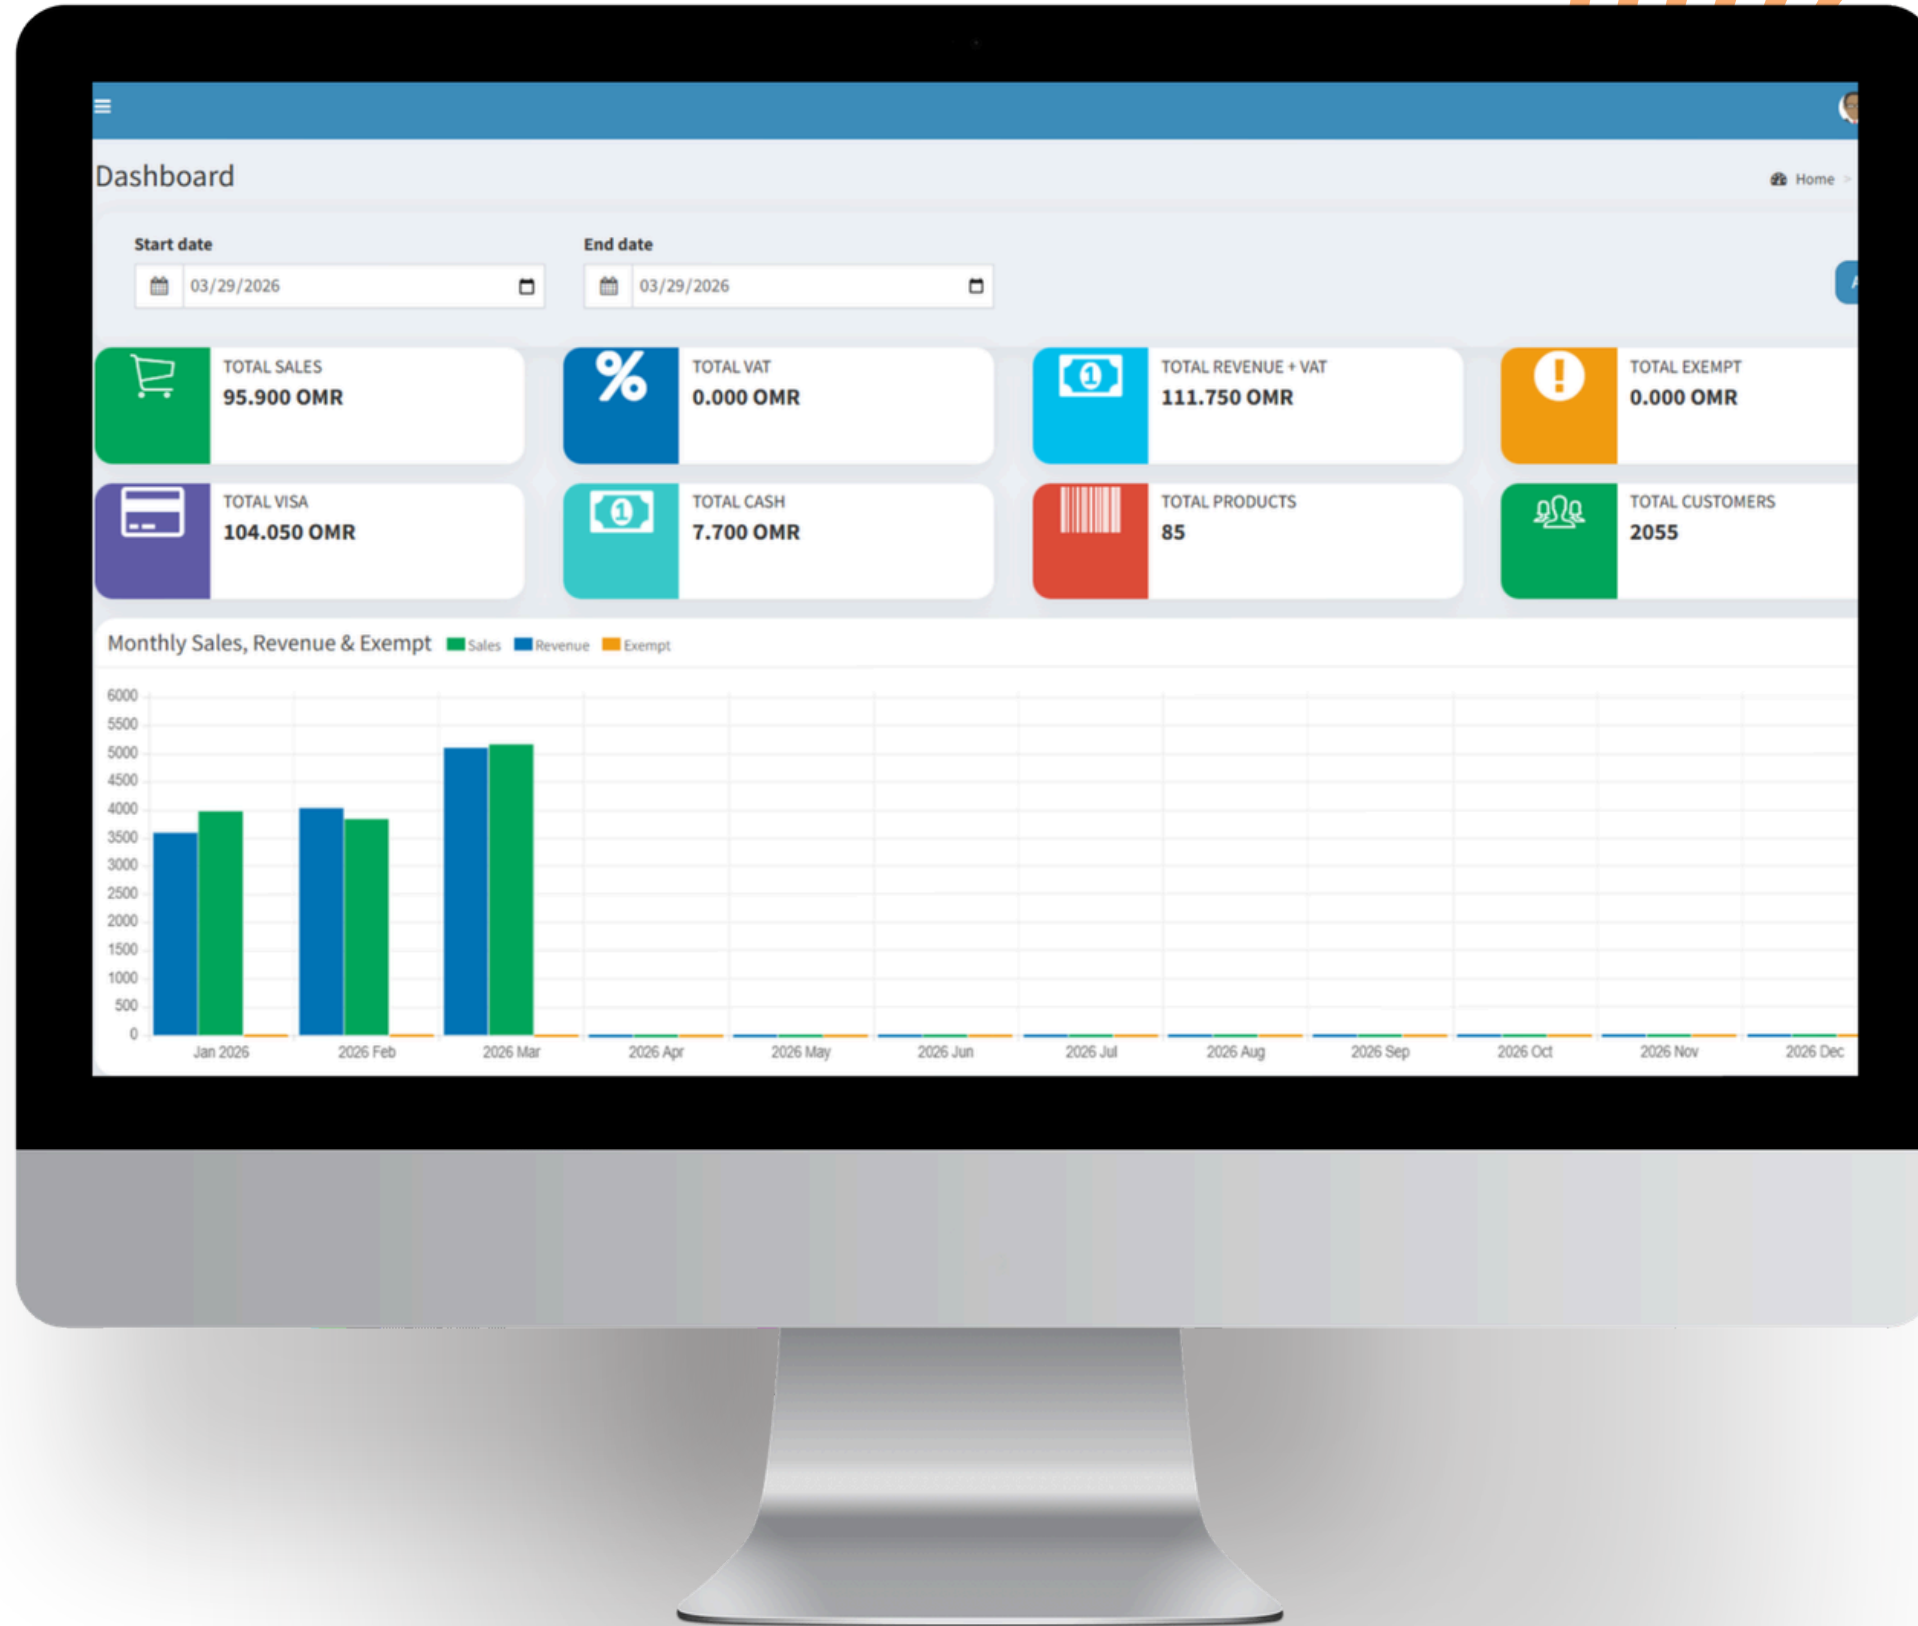 Dashboard
Home >
Start date
End date
03/29/2026
03/29/2026
A
TOTAL SALES
95.900 OMR
TOTAL VAT
0.000 OMR
TOTAL REVENUE + VAT
111.750 OMR
TOTAL EXEMPT
0.000 OMR
TOTAL VISA
104.050 OMR
TOTAL CASH
7.700 OMR
TOTAL PRODUCTS
85
TOTAL CUSTOMERS
2055
Monthly Sales, Revenue & Exempt Sales Revenue Exempt
6000
5500
5000
4500
4000
3500
3000
2500
2000
1500
1000
500
0
Jan 2026 2026 Feb 2026 Mar 2026 Apr 2026 May 2026 Jun 2026 Jul 2026 Aug 2026 Sep 2026 Oct 2026 Nov 2026 Dec